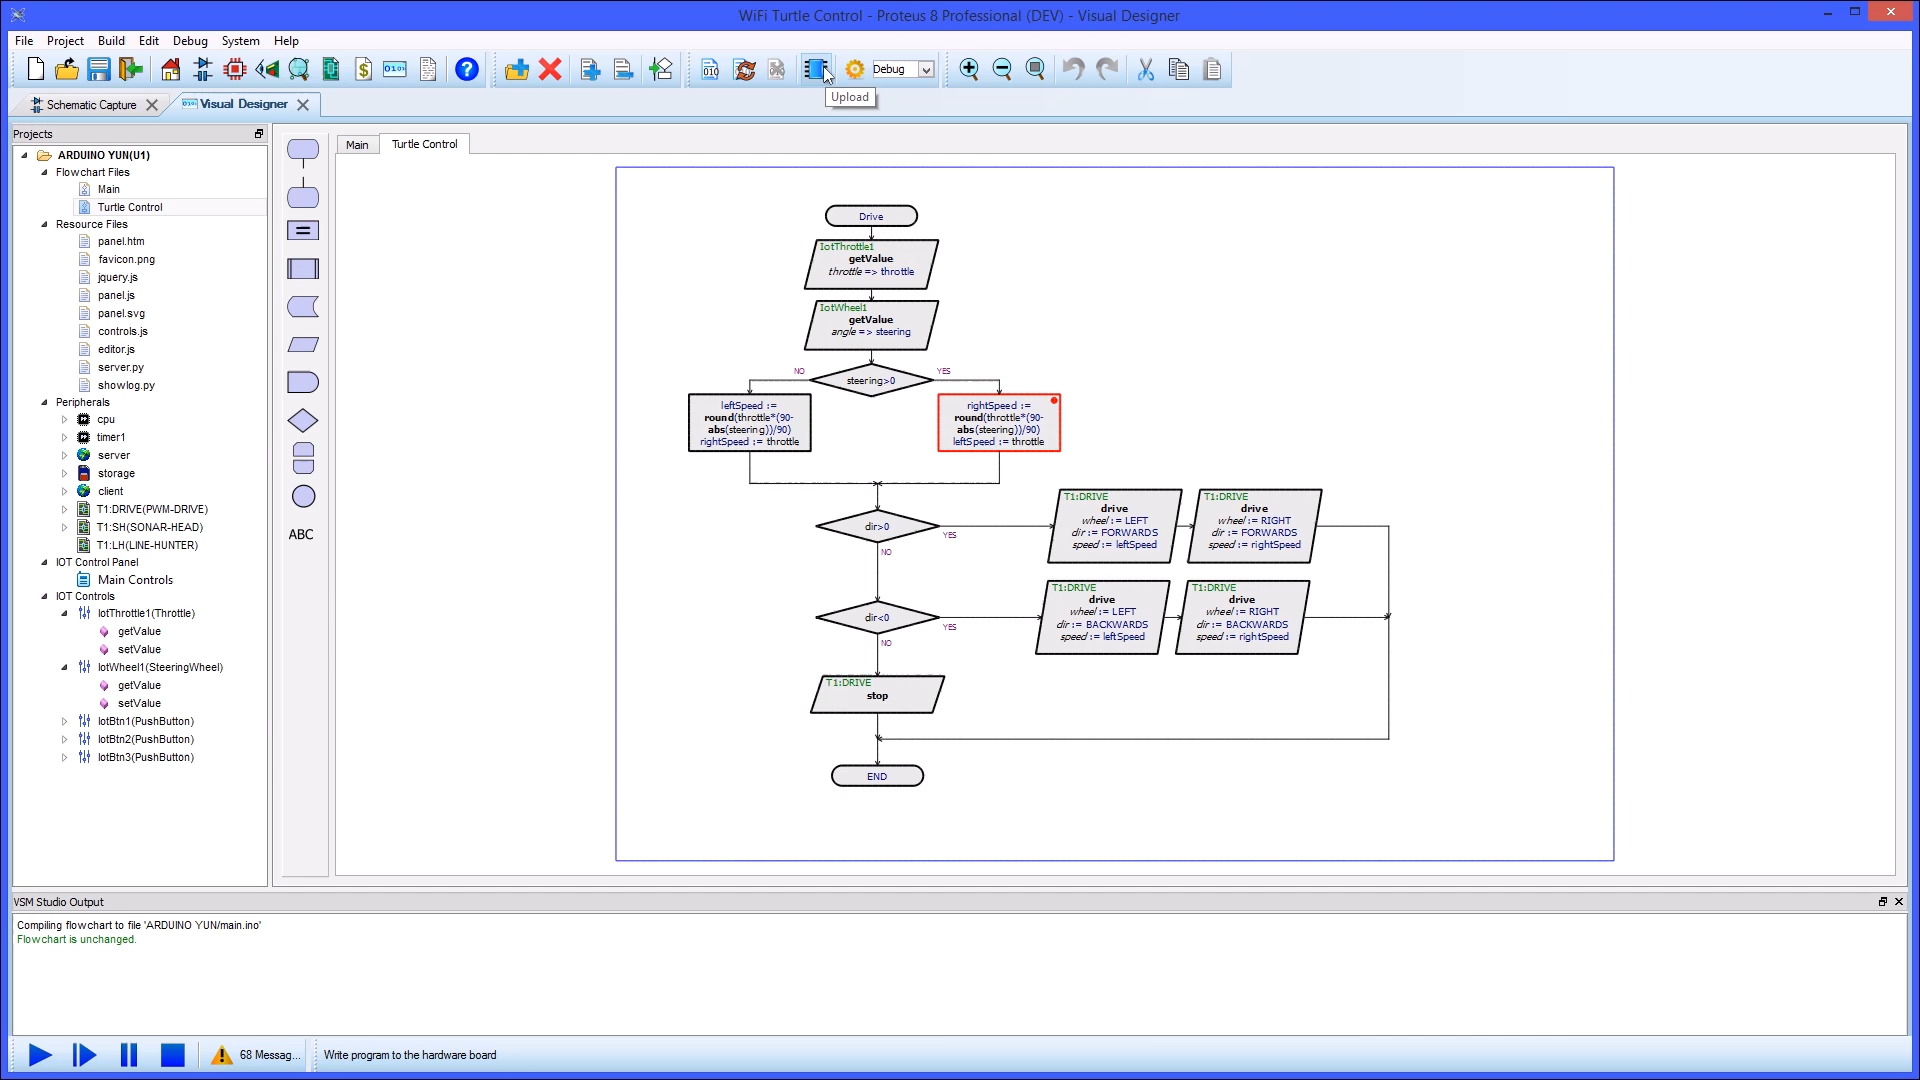 WiFi Turtle Control - Proteus 8 Professional (DEV) - Visual Designer
File Project Build Edit Debug System Help
Debug
Upload
Schematic Capture
Visual Designer
Projects
ARDUINO YUN(U1)
Flowchart Files
Main
Turtle Control
Resource Files
panel.htm
favicon.png
jquery.js
panel.js
panel.svg
controls.js
editor.js
server.py
showlog.py
Peripherals
cpu
timer1
server
storage
client
T1:DRIVE(PWM-DRIVE)
T1:SH(SONAR-HEAD)
T1:LH(LINE-HUNTER)
IOT Control Panel
Main Controls
IOT Controls
IotThrottle1(Throttle)
getValue
setValue
IotWheel1(SteeringWheel)
getValue
setValue
IotBtn1(PushButton)
IotBtn2(PushButton)
IotBtn3(PushButton)
ABC
Main
Turtle Control
Drive
IotThrottle1
getValue
throttle => throttle
IotWheel1
getValue
angle => steering
NO
steering>0
YES
leftSpeed :=
round(throttle*(90-
abs(steering))/90)
rightSpeed := throttle
rightSpeed :=
round(throttle*(90-
abs(steering))/90)
leftSpeed := throttle
dir>0
YES
NO
T1:DRIVE
drive
wheel := LEFT
dir := FORWARDS
speed := leftSpeed
T1:DRIVE
drive
wheel := RIGHT
dir := FORWARDS
speed := rightSpeed
dir<0
YES
NO
T1:DRIVE
drive
wheel := LEFT
dir := BACKWARDS
speed := leftSpeed
T1:DRIVE
drive
wheel := RIGHT
dir := BACKWARDS
speed := rightSpeed
T1:DRIVE
stop
END
VSM Studio Output
Compiling flowchart to file 'ARDUINO YUN/main.ino'
Flowchart is unchanged.
68 Messag...
Write program to the hardware board